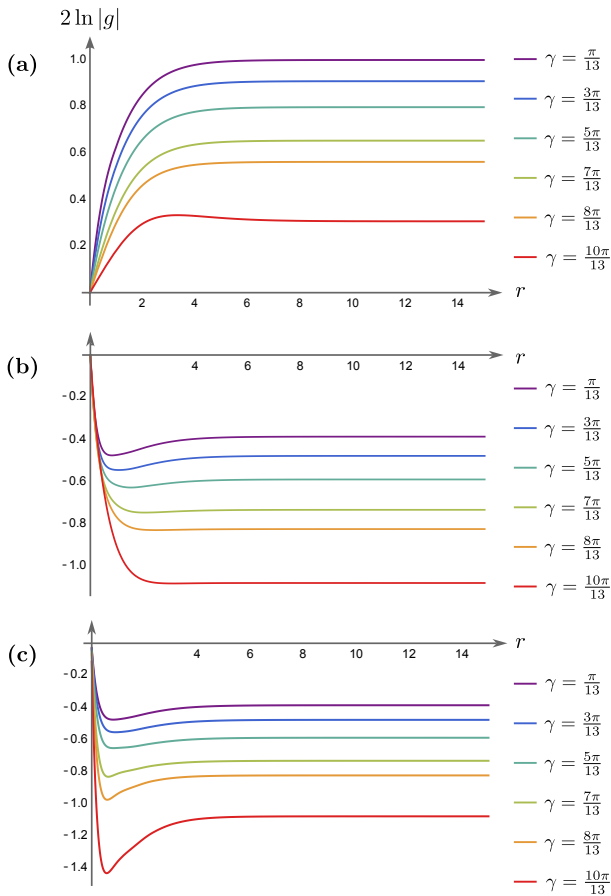 2 ln |g|
(a)
1.0
0.8
0.6
0.4
0.2
2 4 6 8 10 12 14 r
γ = π/13
γ = 3π/13
γ = 5π/13
γ = 7π/13
γ = 8π/13
γ = 10π/13
(b)
4 6 8 10 12 14 r
-0.2
-0.4
-0.6
-0.8
-1.0
γ = π/13
γ = 3π/13
γ = 5π/13
γ = 7π/13
γ = 8π/13
γ = 10π/13
(c)
4 6 8 10 12 14 r
-0.2
-0.4
-0.6
-0.8
-1.0
-1.2
-1.4
γ = π/13
γ = 3π/13
γ = 5π/13
γ = 7π/13
γ = 8π/13
γ = 10π/13